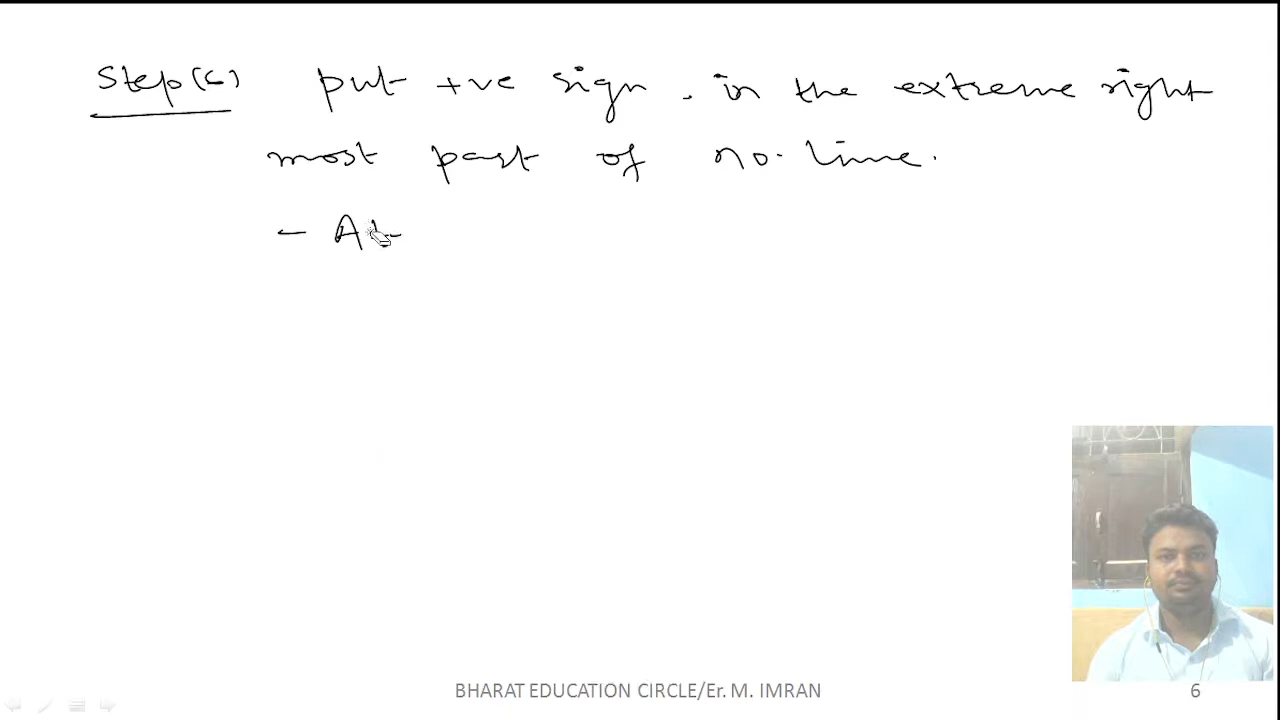 Step(c) put +ve sign. in the extreme right
most part of no. line.
- At
BHARAT EDUCATION CIRCLE/Er. M. IMRAN
6